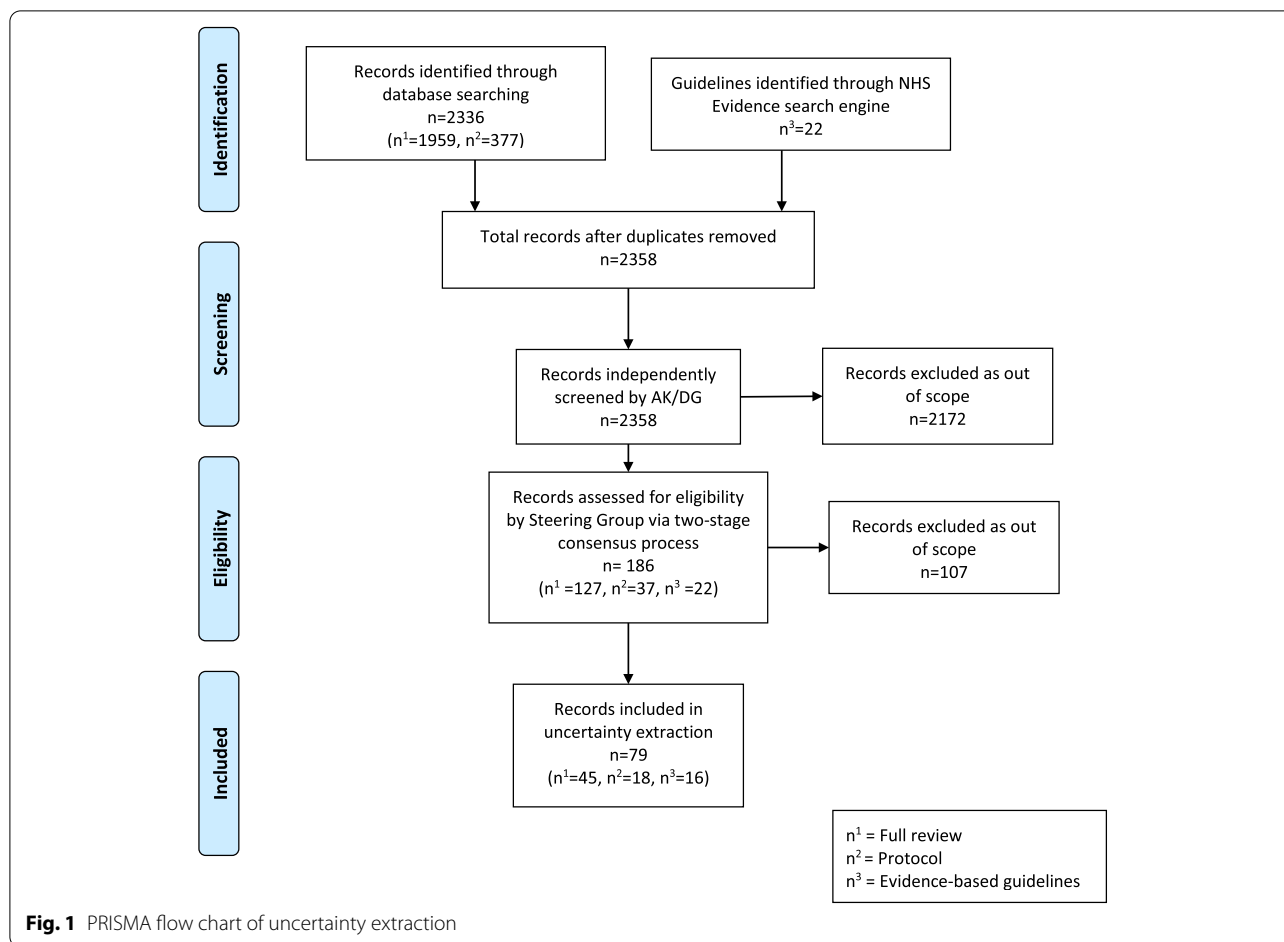 Identification
Records identified through
database searching
n=2336
(n¹=1959, n²=377)
Guidelines identified through NHS
Evidence search engine
n³=22
Total records after duplicates removed
n=2358
Screening
Records independently
screened by AK/DG
n=2358
Records excluded as out
of scope
n=2172
Eligibility
Records assessed for eligibility
by Steering Group via two-stage
consensus process
n= 186
(n¹ =127, n²=37, n³ =22)
Records excluded as out
of scope
n=107
Included
Records included in
uncertainty extraction
n=79
(n¹=45, n²=18, n³=16)
n¹ = Full review
n² = Protocol
n³ = Evidence-based guidelines
Fig. 1 PRISMA flow chart of uncertainty extraction